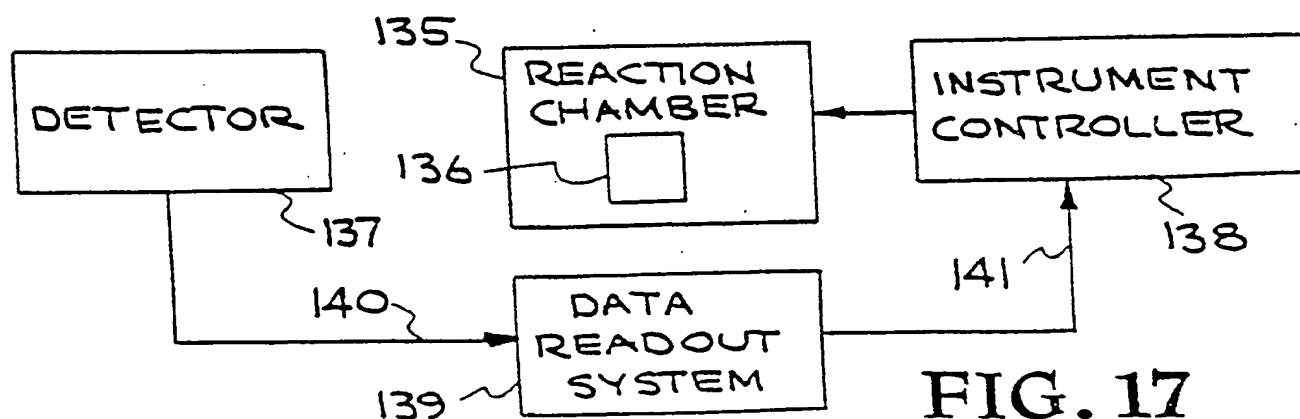 135
REACTION
CHAMBER
136
DETECTOR
137
INSTRUMENT
CONTROLLER
138
140
141
DATA
READOUT
SYSTEM
139
FIG. 17